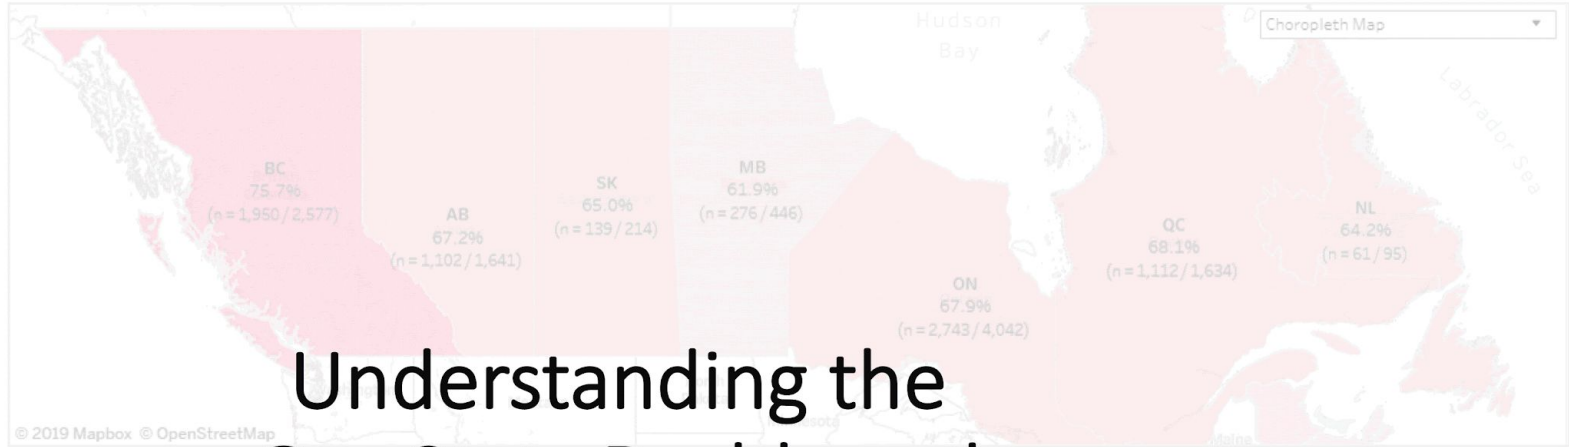 Hudson
Bay
Choropleth Map
Labrador Sea
BC
75.7%
(n = 1,950 / 2,577)
AB
67.2%
(n = 1,102 / 1,641)
SK
65.0%
(n = 139 / 214)
MB
61.9%
(n = 276 / 446)
ON
67.9%
(n = 2,743 / 4,042)
QC
68.1%
(n = 1,112 / 1,634)
NL
64.2%
(n = 61 / 95)
Understanding the
Maine
© 2019 Mapbox © OpenStreetMap